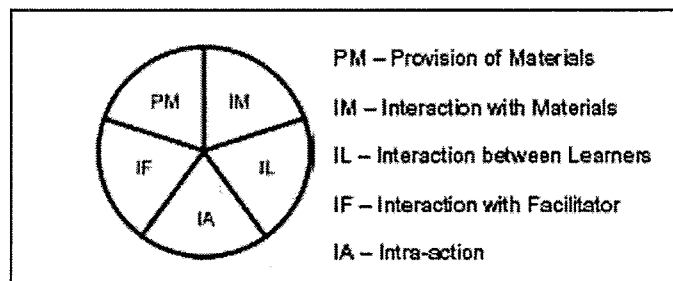 PM IM
IF IL
IA
PM – Provision of Materials
IM – Interaction with Materials
IL – Interaction between Learners
IF – Interaction with Facilitator
IA – Intra-action